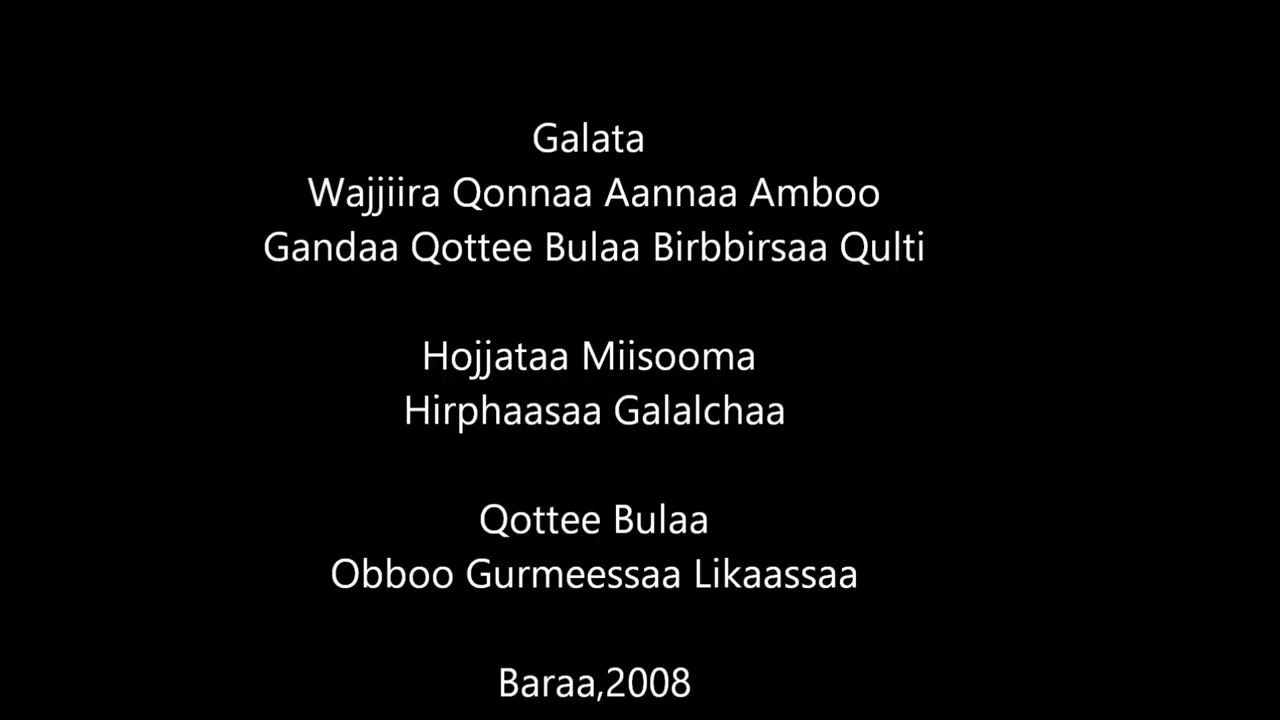 Galata
Wajjiira Qonnaa Aannaa Amboo
Gandaa Qottee Bulaa Birbbirsaa Qulti
Hojjataa Miisooma
Hirphaasaa Galalchaa
Qottee Bulaa
Obboo Gurmeessaa Likaassaa
Baraa,2008